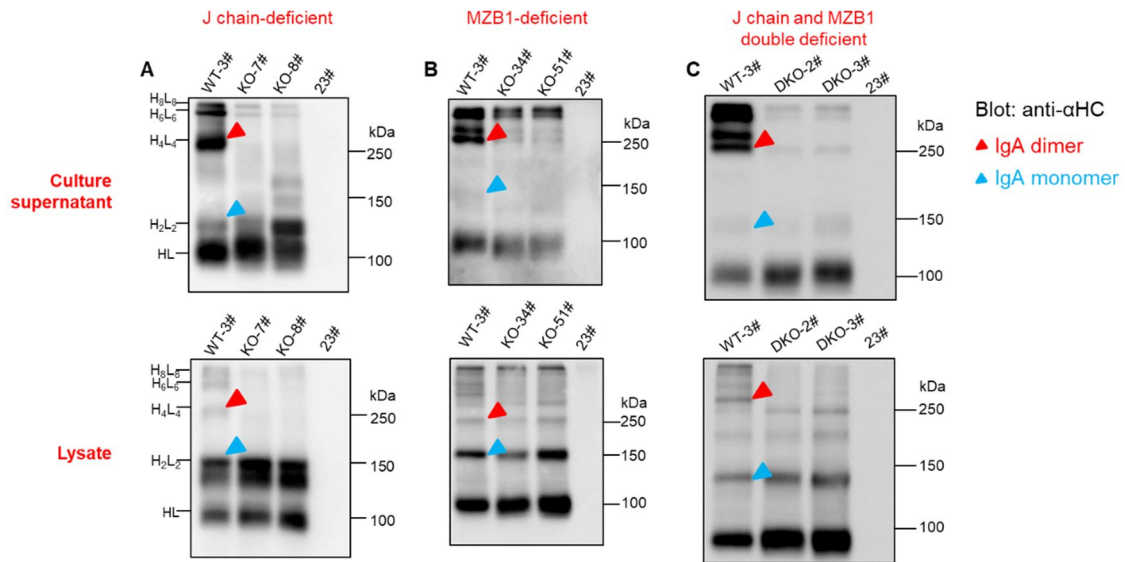 J chain-deficient
MZB1-deficient
J chain and MZB1
double deficient
A
WT-3# KO-7# KO-8# 23#
B
WT-3# KO-34# KO-51# 23#
C
WT-3# DKO-2# DKO-3# 23#
Culture
supernatant
H₈L₈
H₆L₆
H₄L₄
H₂L₂
HL
kDa
250
150
100
kDa
250
150
100
kDa
250
150
100
Blot: anti-αHC
IgA dimer
IgA monomer
WT-3# KO-7# KO-8# 23#
WT-3# KO-34# KO-51# 23#
WT-3# DKO-2# DKO-3# 23#
Lysate
H₈L₈
H₆L₆
H₄L₄
H₂L₂
HL
kDa
250
150
100
kDa
250
150
100
kDa
250
150
100